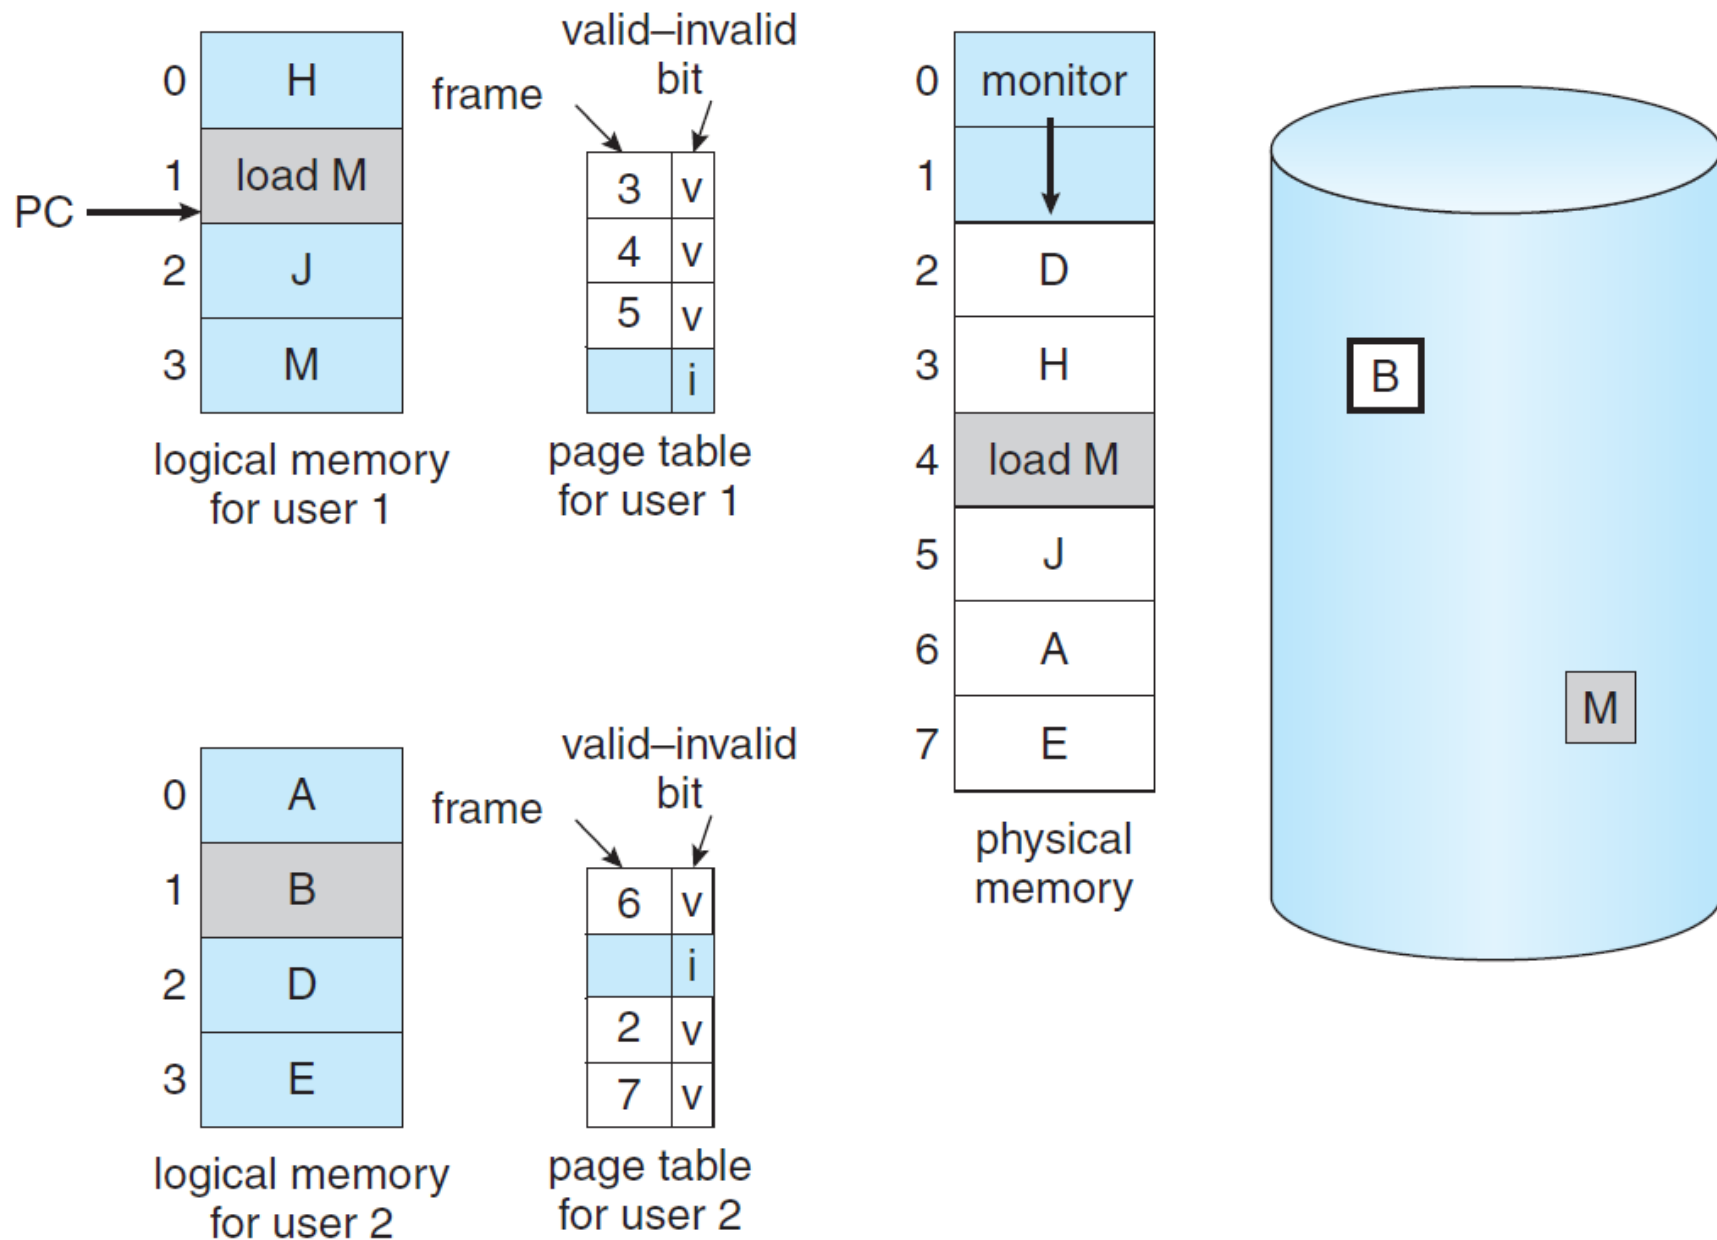 0 H
1 load M
PC
2 J
3 M
logical memory
for user 1
valid–invalid
bit
frame
3 v
4 v
5 v
i
page table
for user 1
0 A
1 B
2 D
3 E
logical memory
for user 2
valid–invalid
bit
frame
6 v
i
2 v
7 v
page table
for user 2
0 monitor
1
2 D
3 H
4 load M
5 J
6 A
7 E
physical
memory
B
M